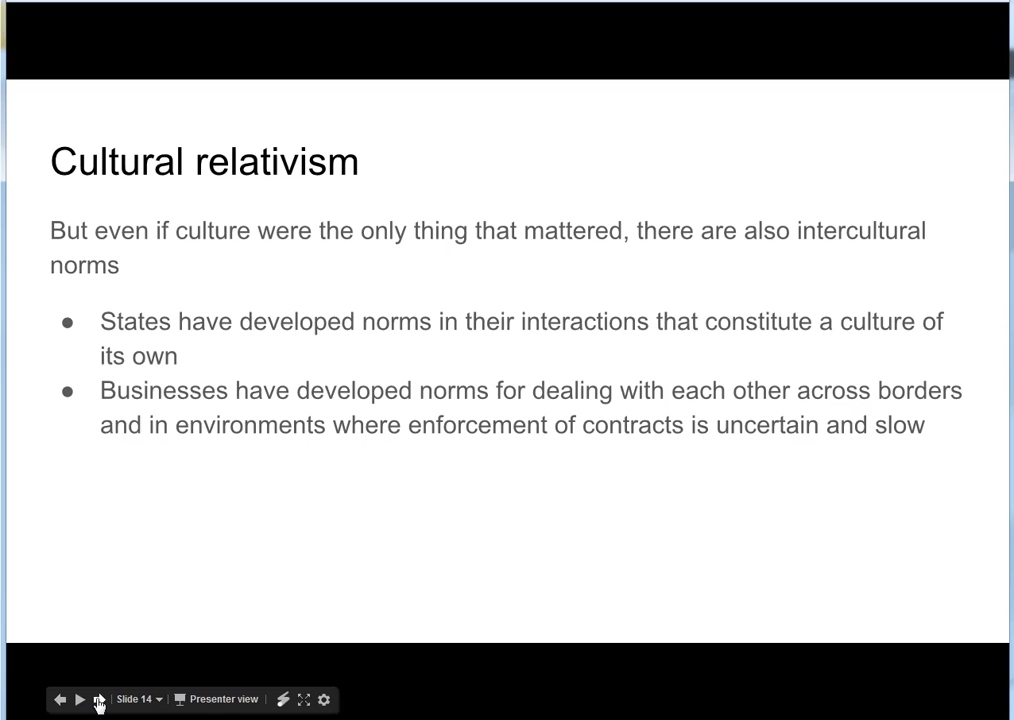 Cultural relativism
But even if culture were the only thing that mattered, there are also intercultural
norms
● States have developed norms in their interactions that constitute a culture of
its own
● Businesses have developed norms for dealing with each other across borders
and in environments where enforcement of contracts is uncertain and slow
Slide 14 Presenter view